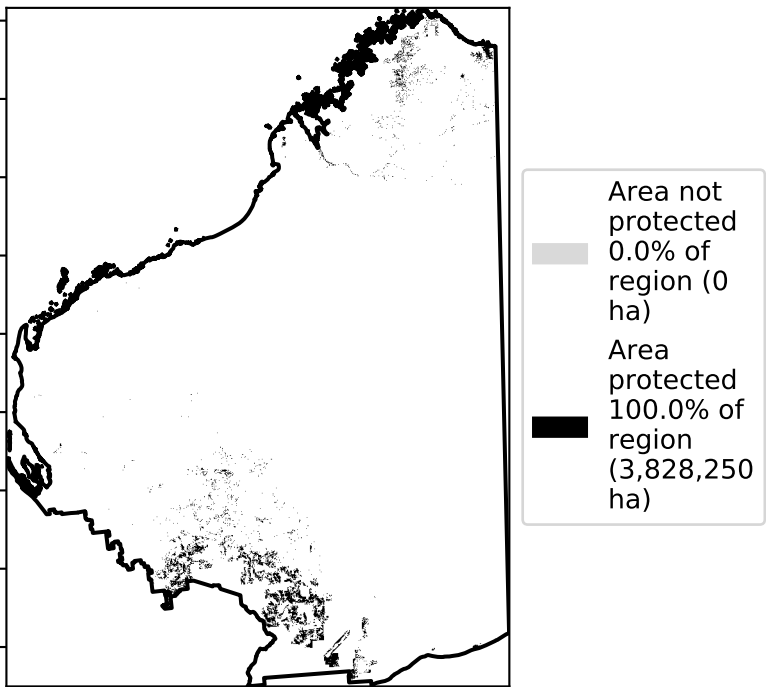 Area not
protected
0.0% of
region (0
ha)
Area
protected
100.0% of
region
(3,828,250
ha)